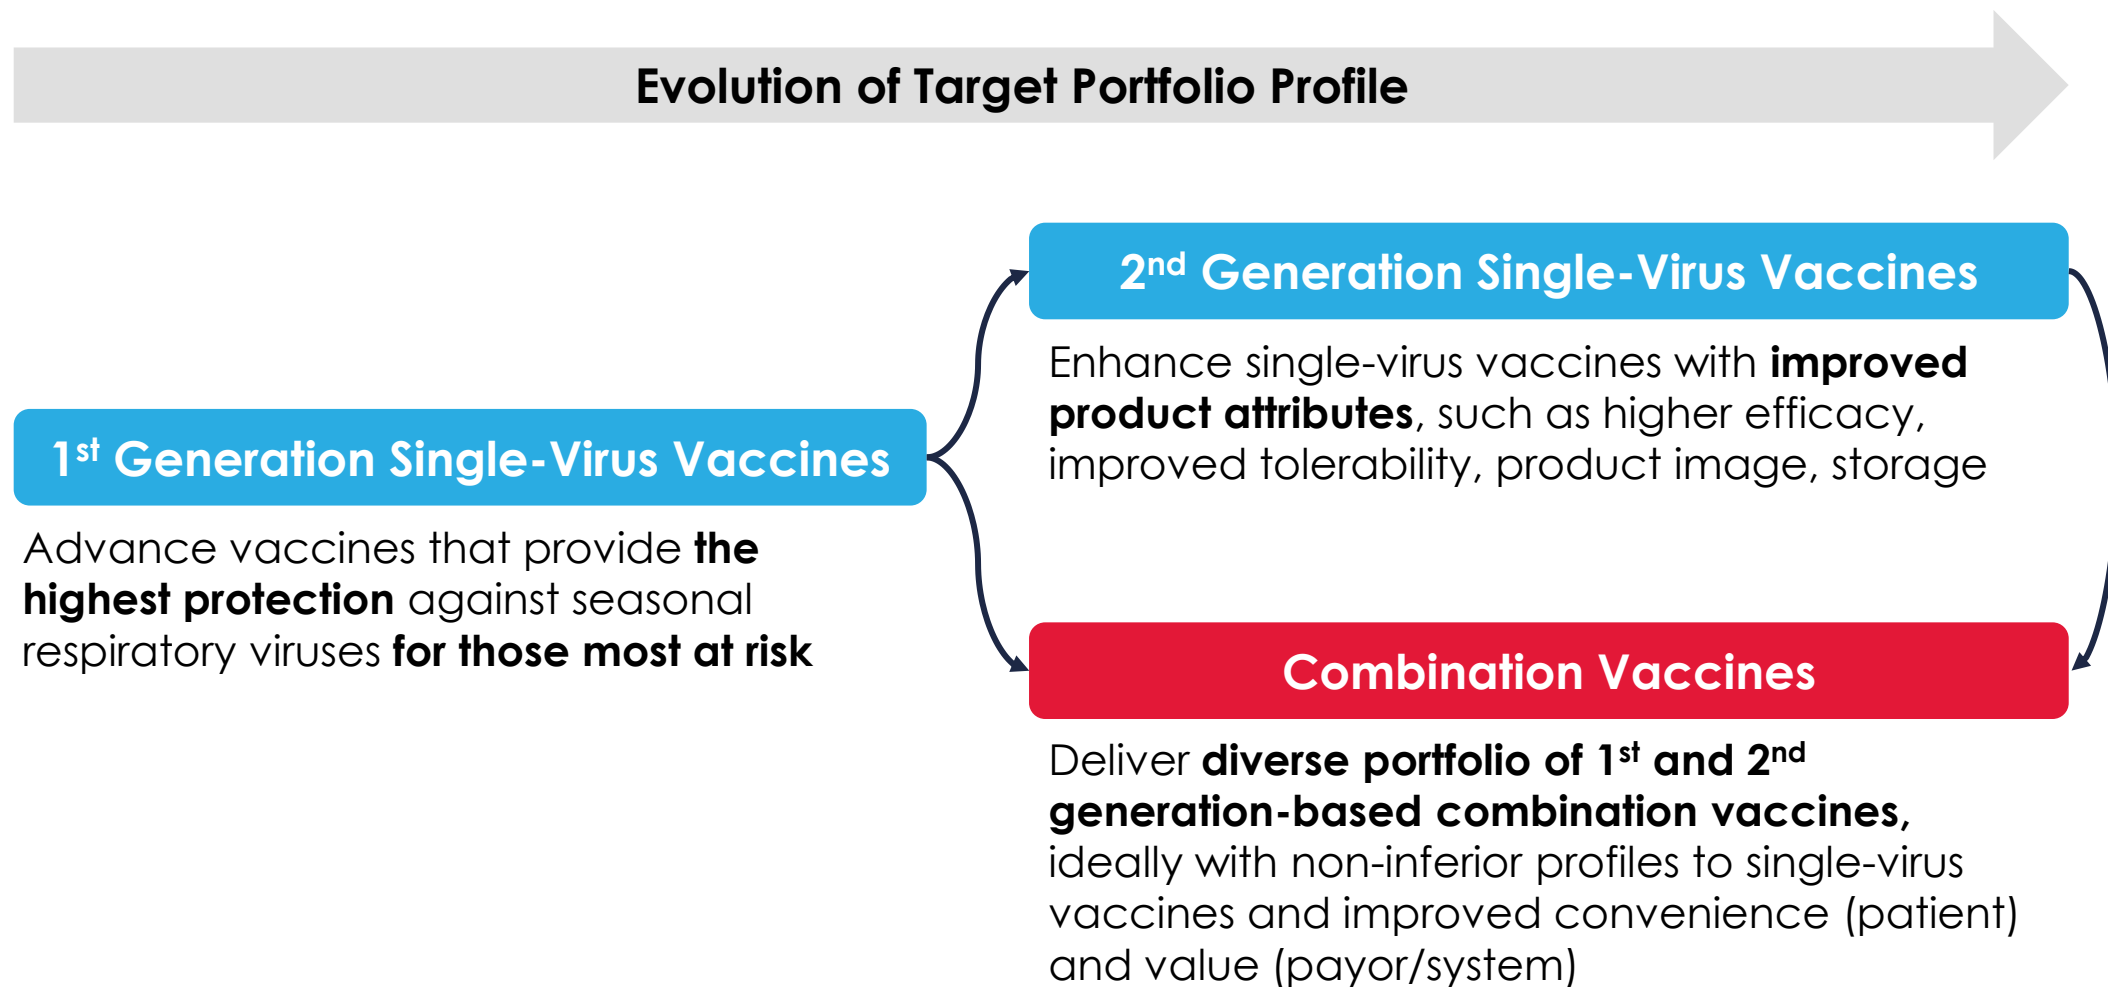 Evolution of Target Portfolio Profile
1st Generation Single-Virus Vaccines
Advance vaccines that provide the
highest protection against seasonal
respiratory viruses for those most at risk
2nd Generation Single-Virus Vaccines
Enhance single-virus vaccines with improved
product attributes, such as higher efficacy,
improved tolerability, product image, storage
Combination Vaccines
Deliver diverse portfolio of 1st and 2nd
generation-based combination vaccines,
ideally with non-inferior profiles to single-virus
vaccines and improved convenience (patient)
and value (payor/system)